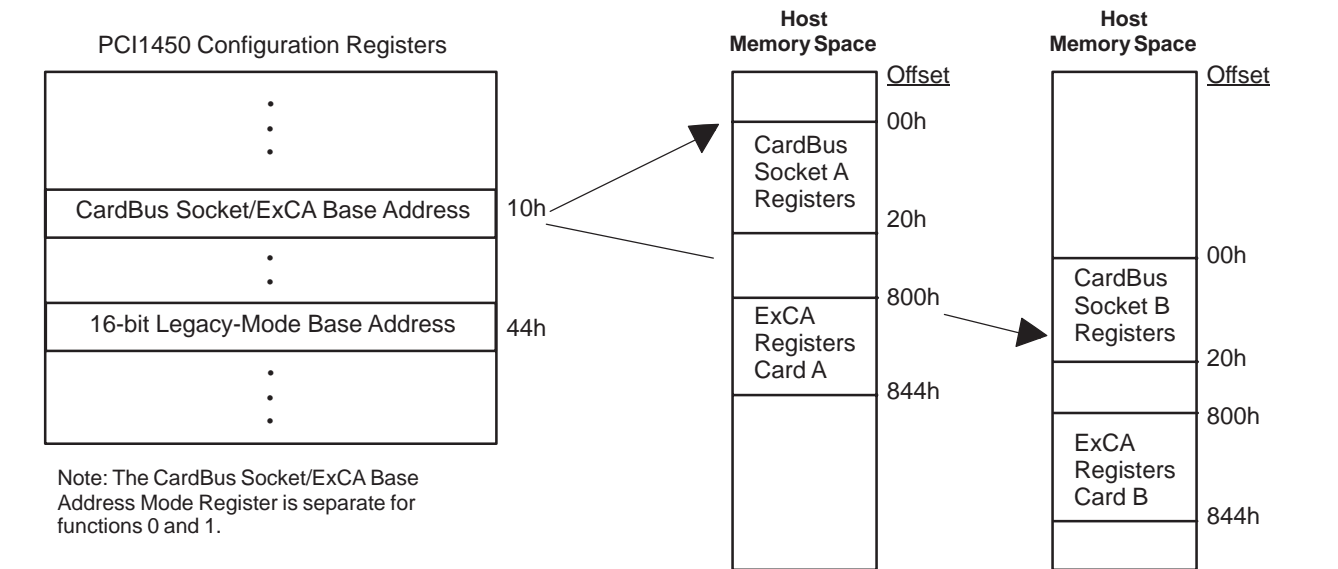 PCI1450 Configuration Registers
CardBus Socket/ExCA Base Address
10h
16-bit Legacy-Mode Base Address
44h
Note: The CardBus Socket/ExCA Base
Address Mode Register is separate for
functions 0 and 1.
Host
Memory Space
Offset
00h
CardBus
Socket A
Registers
20h
800h
ExCA
Registers
Card A
844h
Host
Memory Space
Offset
00h
CardBus
Socket B
Registers
20h
800h
ExCA
Registers
Card B
844h